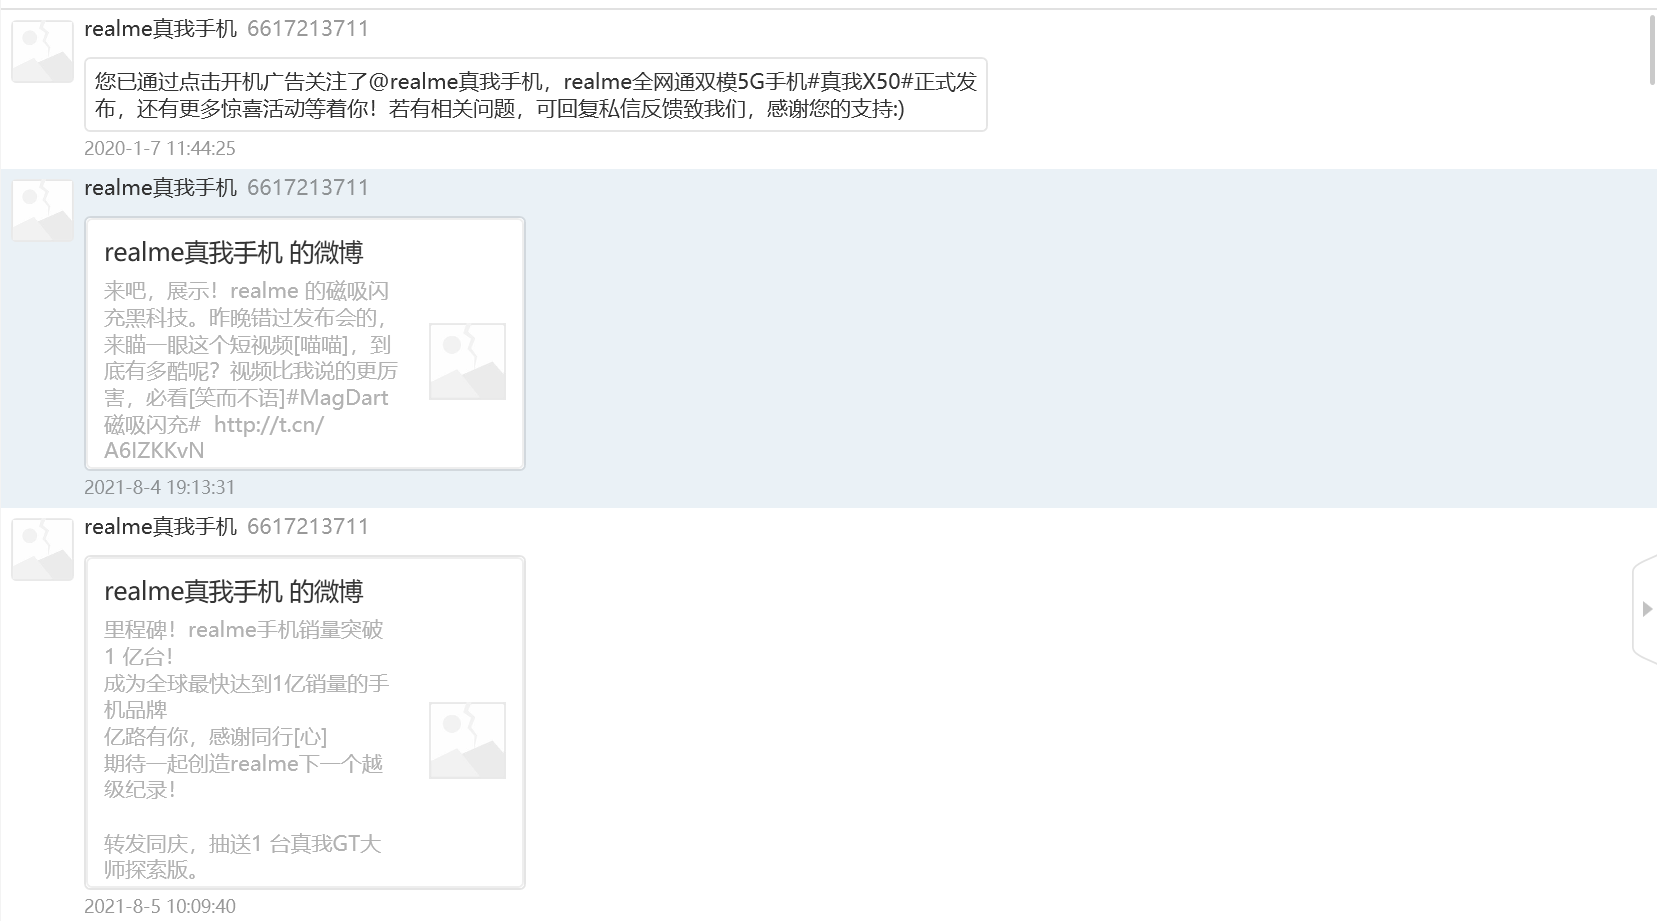 realme真我手机 6617213711
您已通过点击开机广告关注了@realme真我手机，realme全网通双模5G手机#真我X50#正式发
布，还有更多惊喜活动等着你！若有相关问题，可回复私信反馈致我们，感谢您的支持:)
2020-1-7 11:44:25
realme真我手机 6617213711
realme真我手机 的微博
来吧，展示！realme 的磁吸闪
充黑科技。昨晚错过发布会的，
来瞄一眼这个短视频[喵喵]，到
底有多酷呢？视频比我说的更厉
害，必看[笑而不语]#MagDart
磁吸闪充# http://t.cn/
A6IZKKvN
2021-8-4 19:13:31
realme真我手机 6617213711
realme真我手机 的微博
里程碑！realme手机销量突破
1 亿台！
成为全球最快达到1亿销量的手
机品牌
亿路有你，感谢同行[心]
期待一起创造realme下一个越
级纪录！
转发同庆，抽送1 台真我GT大
师探索版。
2021-8-5 10:09:40